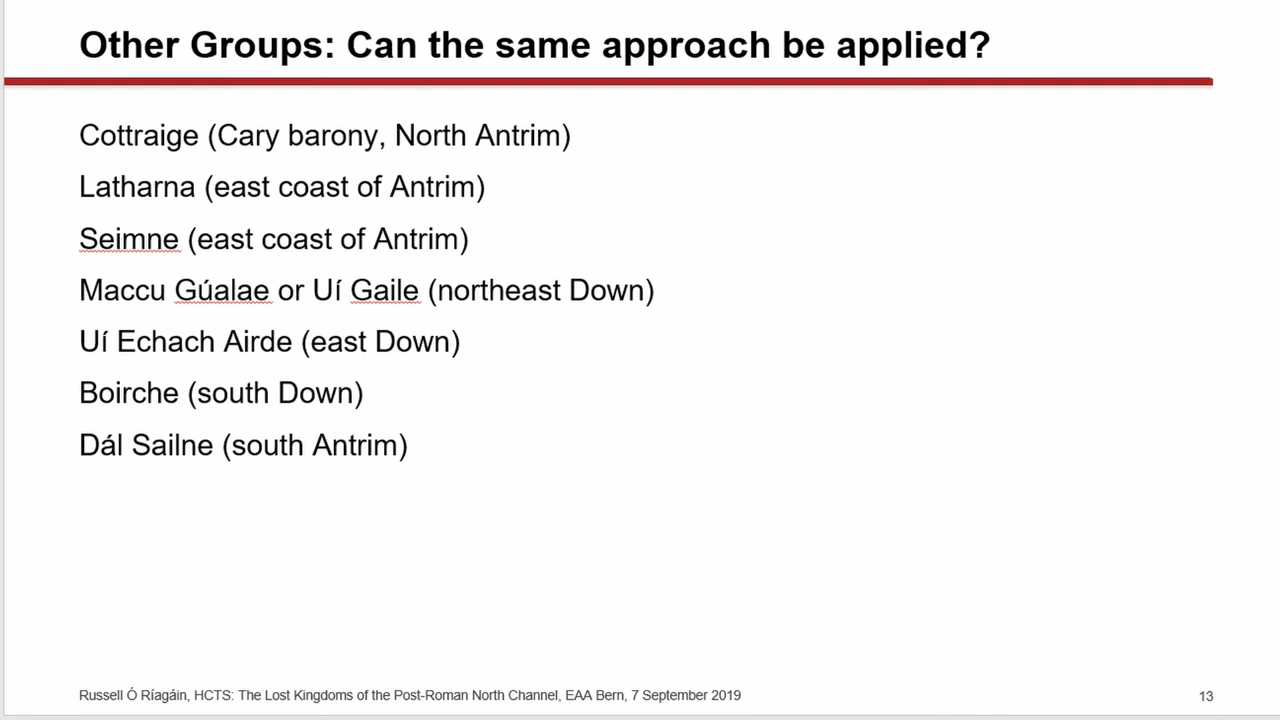 Other Groups: Can the same approach be applied?
Cottraige (Cary barony, North Antrim)
Latharna (east coast of Antrim)
Seimne (east coast of Antrim)
Maccu Gúalae or Uí Gaile (northeast Down)
Uí Echach Airde (east Down)
Boirche (south Down)
Dál Sailne (south Antrim)
Russell Ó Ríagáin, HCTS: The Lost Kingdoms of the Post-Roman North Channel, EAA Bern, 7 September 2019
13